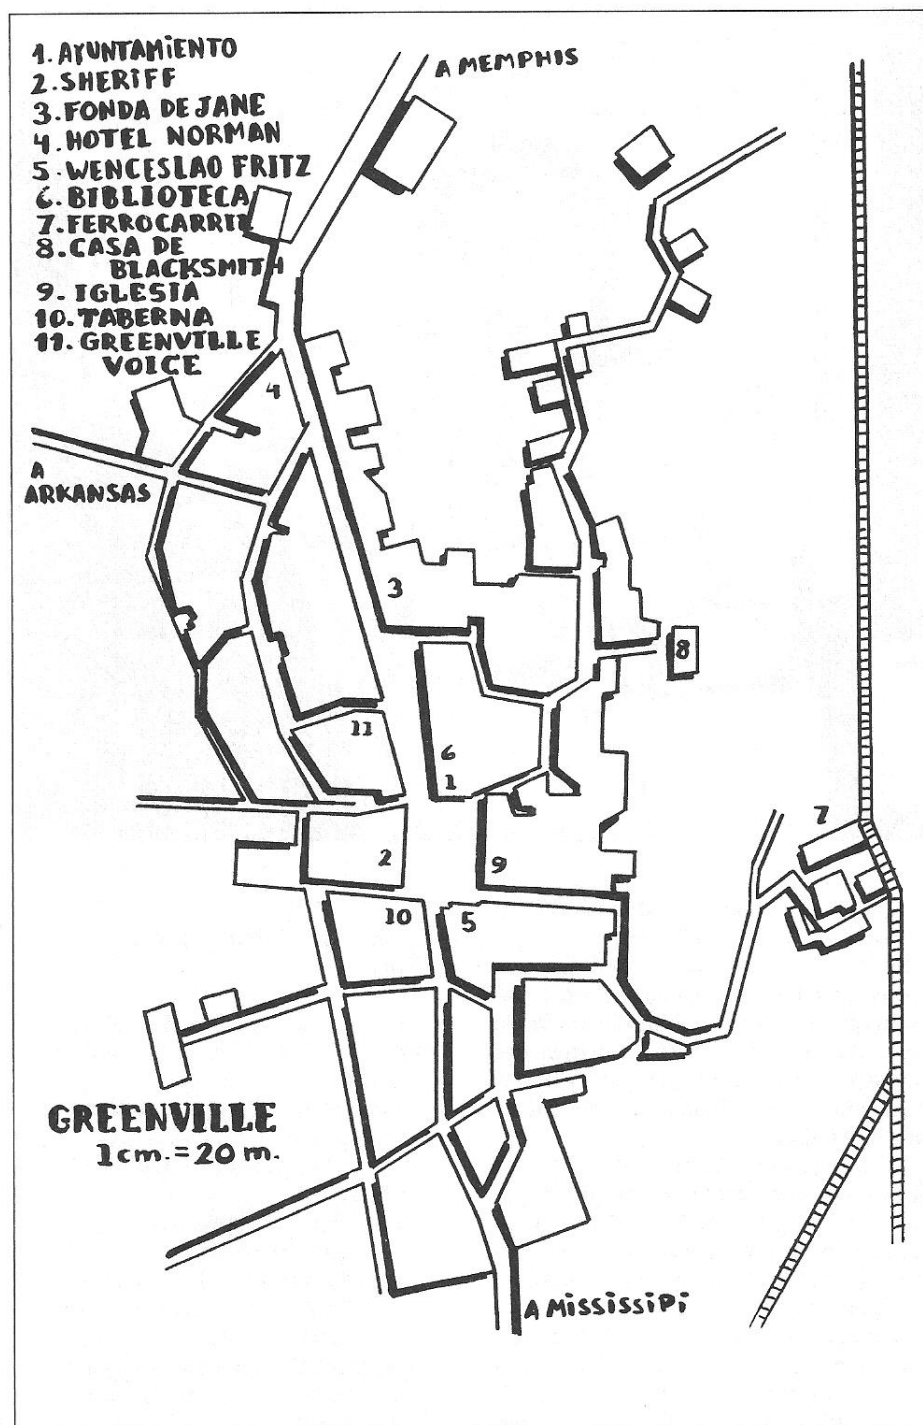 1. AYUNTAMIENTO
2. SHERIFF
3. FONDA DE JANE
4. HOTEL NORMAN
5. WENCESLAO FRITZ
6. BIBLIOTECA
7. FERROCARRIL
8. CASA DE
BLACKSMITH
9. IGLESIA
10. TABERNA
11. GREENVILLE
VOICE
A MEMPHIS
4
A
ARKANSAS
3
8
11
6
1
7
2
9
10
5
GREENVILLE
1 cm. = 20 m.
A MISSISSIPI